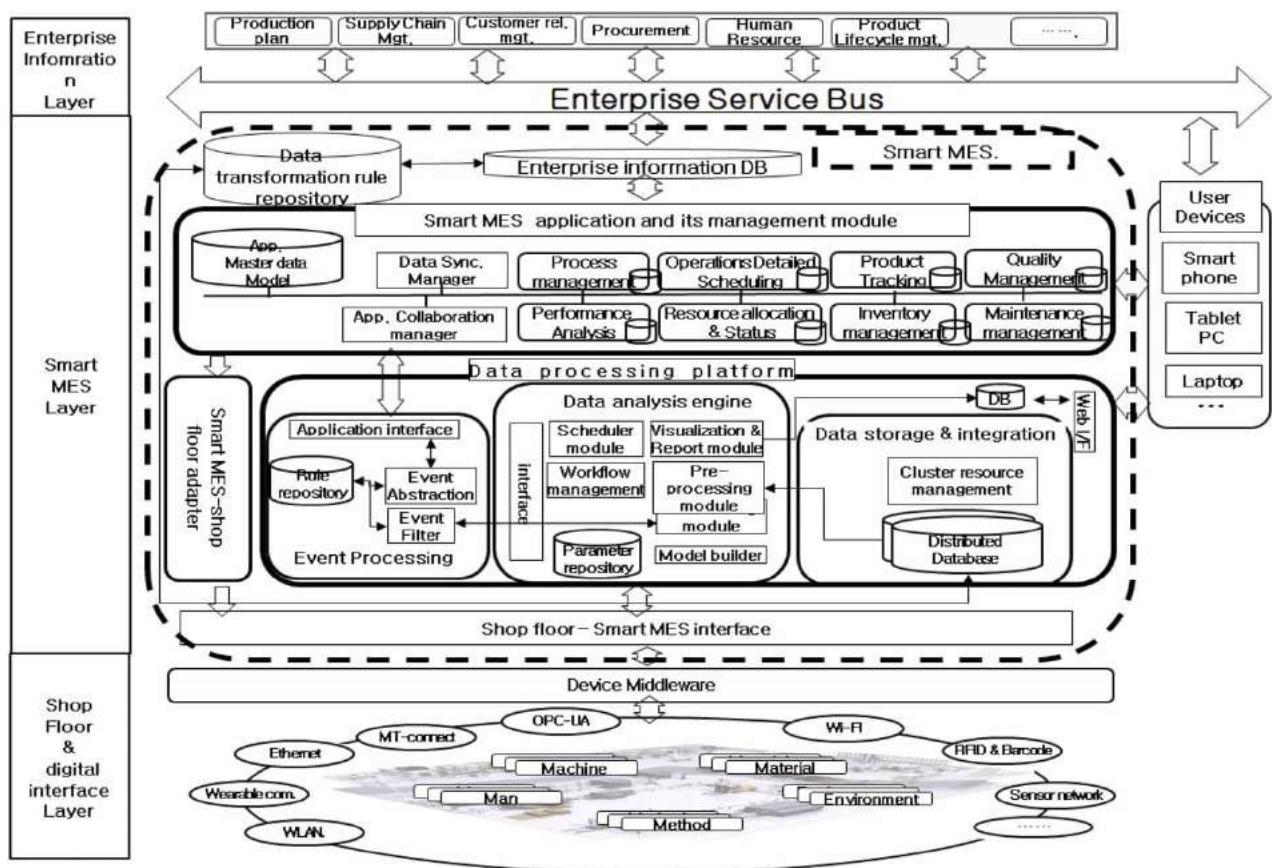 Enterprise
Infomratio
n
Layer
Production
plan
Supply Chain
Mgt.
Customer rel.
mgt.
Procurement
Human
Resource
Product
Lifecycle mgt.
... ... .
Enterprise Service Bus
Smart
MES
Layer
Data
transformation rule
repository
Enterprise information DB
Smart MES.
Smart MES application and its management module
App.
Master data
Model
Data Sync.
Manager
Process
management
Operations Detailed
Scheduling
Product
Tracking
Quality
Management
App. Collaboration
manager
Performance
Analysis
Resource allocation
& Status
Inventory
management
Maintenance
management
User
Devices
Smart
phone
Tablet
PC
Laptop
...
Smart MES-shop
floor adapter
Data processing platform
Application interface
Rule
repository
Event
Abstraction
Event
Filter
Event Processing
Data analysis engine
interface
Scheduler
module
Visualization &
Report module
Workflow
management
Pre-
processing
module
module
Parameter
repository
Model builder
DB
Web I/F
Data storage & integration
Cluster resource
management
Distributed
Database
Shop floor – Smart MES interface
Shop
Floor
&
digital
interface
Layer
Device Middleware
OPC-UA
Wi-Fi
MT-connect
Ethernet
RFID & Barcode
Wearable com.
Sensor network
WLAN.
... ...
Machine
Material
Man
Environment
Method